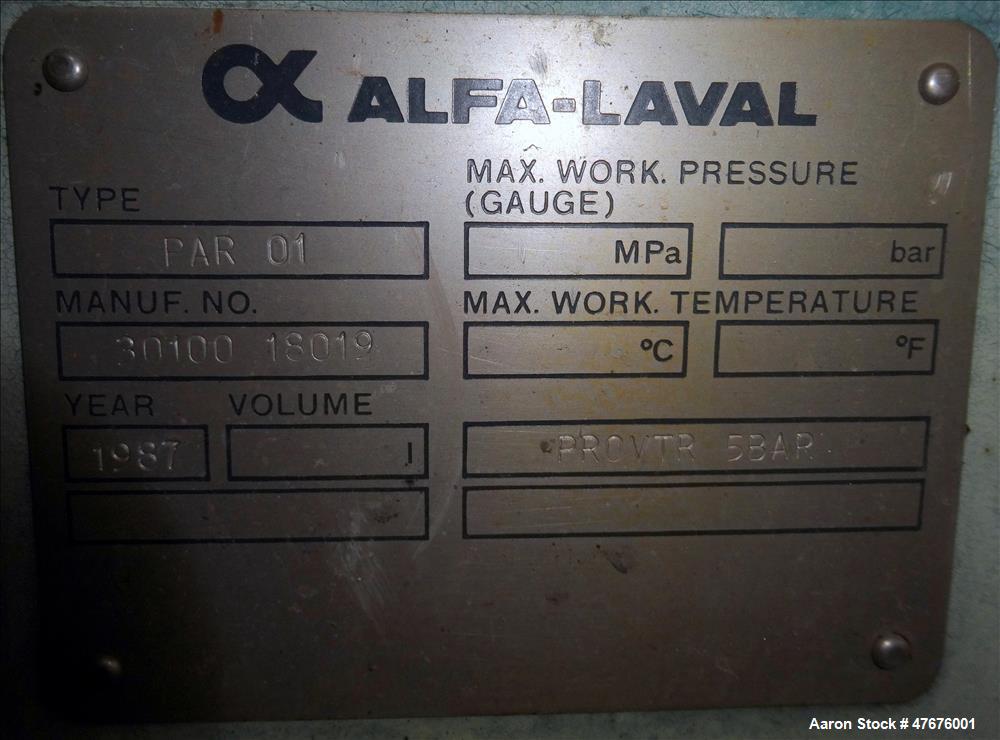 α ALFA-LAVAL
TYPE
PAR 01
MANUF. NO.
30100 18019
YEAR VOLUME
1987 l
MAX. WORK. PRESSURE
(GAUGE)
MPa bar
MAX. WORK. TEMPERATURE
°C °F
PROVTR 5BAR
Aaron Stock # 47676001